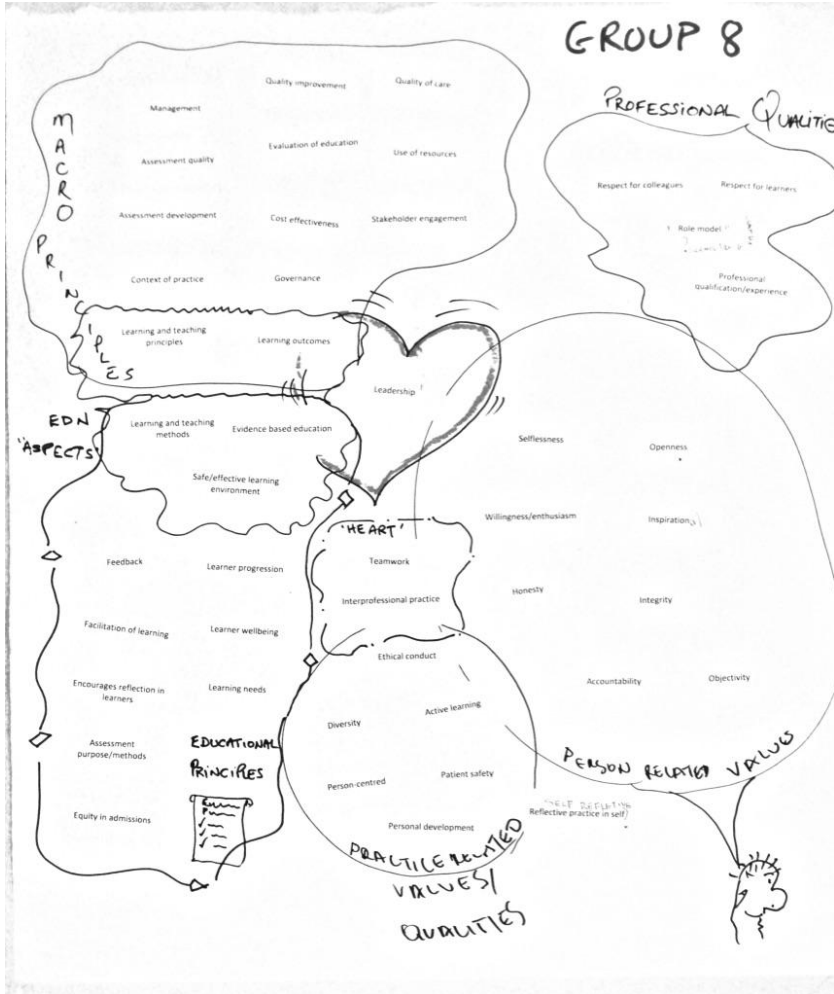 GROUP 8
PROFESSIONAL QUALITIE
MACRO PRINC
'PLES
Quality improvement
Quality of care
Management
Evaluation of education
Assessment quality
Use of resources
Assessment development
Cost effectiveness
Stakeholder engagement
Context of practice
Governance
Respect for colleagues
Respect for learners
Role model
Professional
qualification/experience
Learning and teaching
principles
Learning outcomes
Leadership
EDN
"ASPECTS"
Learning and teaching
methods
Evidence based education
Safe/effective learning
environment
Selflessness
Openness
Willingness/enthusiasm
Inspiration
Honesty
Integrity
Accountability
Objectivity
PERSON RELATED VALUES
'HEART'
Teamwork
Interprofessional practice
Feedback
Learner progression
Facilitation of learning
Learner wellbeing
Encourages reflection in
learners
Learning needs
Assessment
purpose/methods
Equity in admissions
EDUCATIONAL
PRINCIPLES
Ethical conduct
Diversity
Active learning
Person-centred
Patient safety
Personal development
SELF REFLECTN
Reflective practice in self
PRACTICE RELATED
VALUES/
QUALITIES